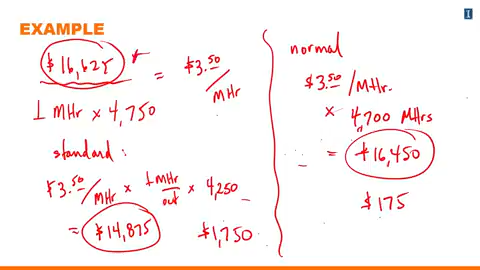 EXAMPLE
$16,625 = $3.50/MHr
1 MHr × 4,750
standard:
$3.50/MHr × 1 MHr/out × 4,250
= $14,875 $1,750
normal
$3.50/MHr.
× 4,700 MHrs
= $16,450
$175
I